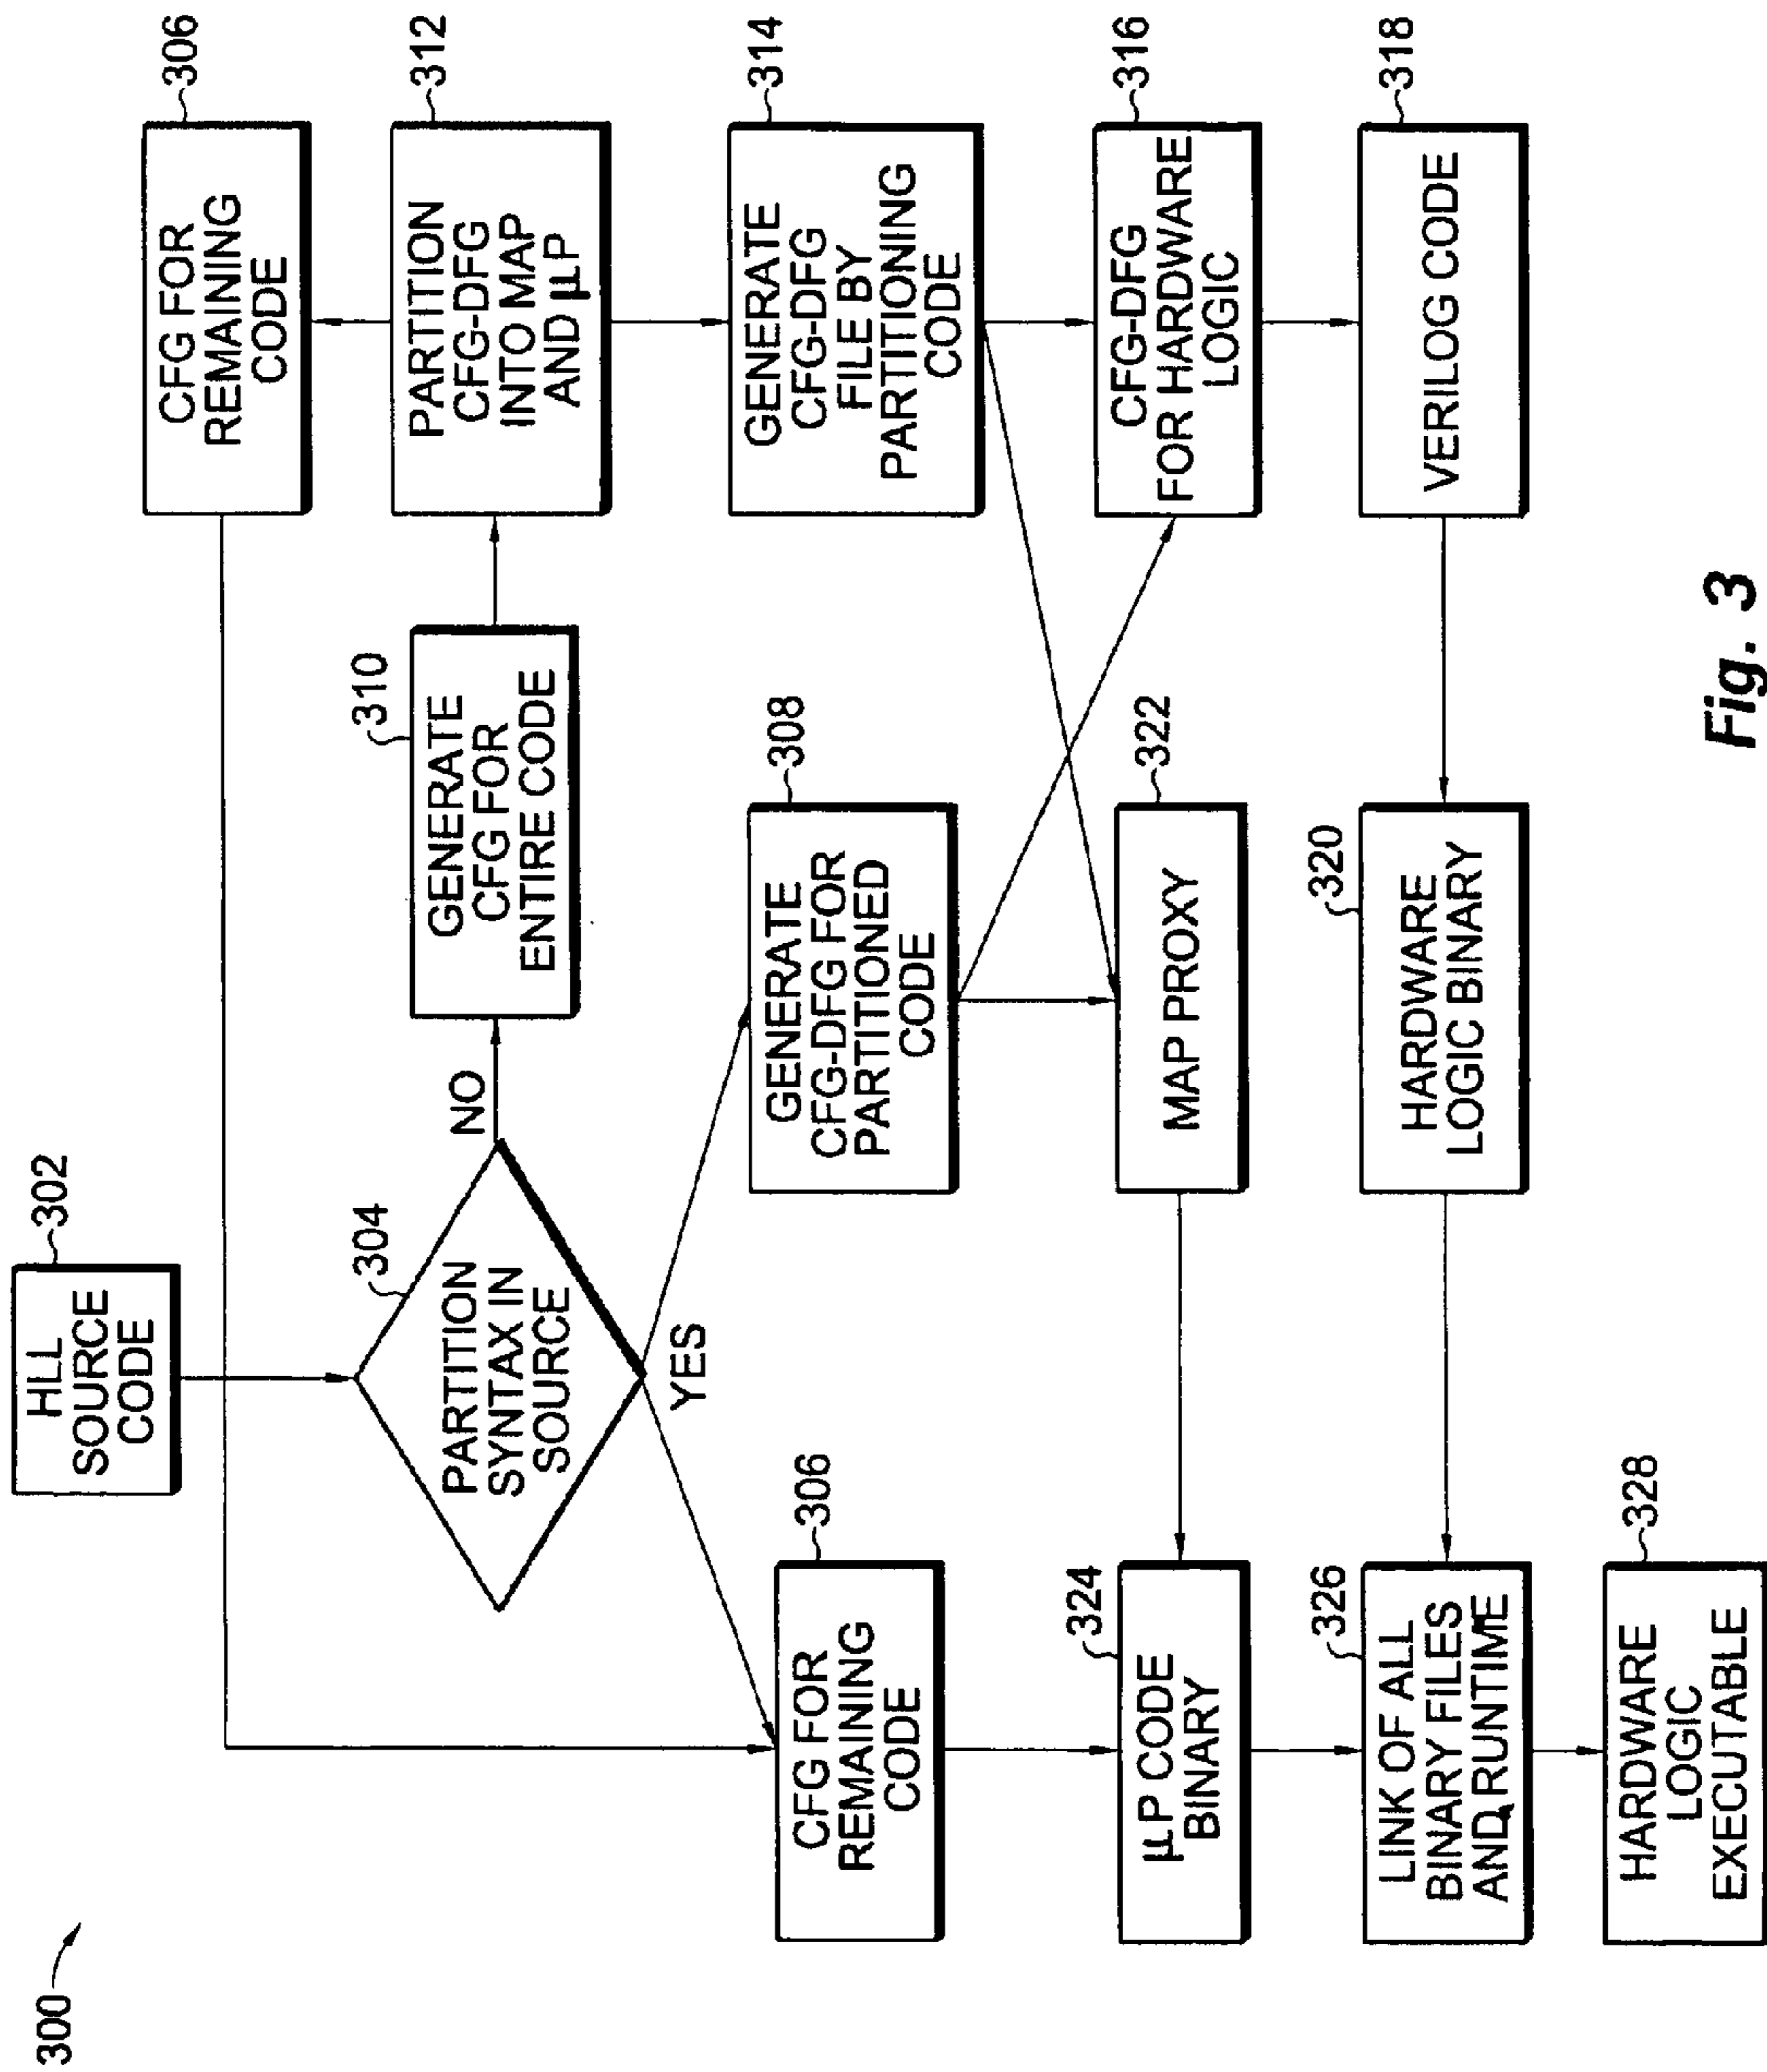 300
HLL
SOURCE
CODE
302
PARTITION
SYNTAX IN
SOURCE
304
NO
YES
GENERATE
CFG FOR
ENTIRE CODE
310
PARTITION
CFG-DFG
INTO MAP
AND µP
312
CFG FOR
REMAINING
CODE
306
CFG FOR
REMAINING
CODE
306
GENERATE
CFG-DFG FOR
PARTITIONED
CODE
308
GENERATE
CFG-DFG
FILE BY
PARTITIONING
CODE
314
µP CODE
BINARY
324
MAP PROXY
322
CFG-DFG
FOR HARDWARE
LOGIC
316
LINK OF ALL
BINARY FILES
AND RUNTIME
326
HARDWARE
LOGIC BINARY
320
VERILOG CODE
318
HARDWARE
LOGIC
EXECUTABLE
328
Fig. 3